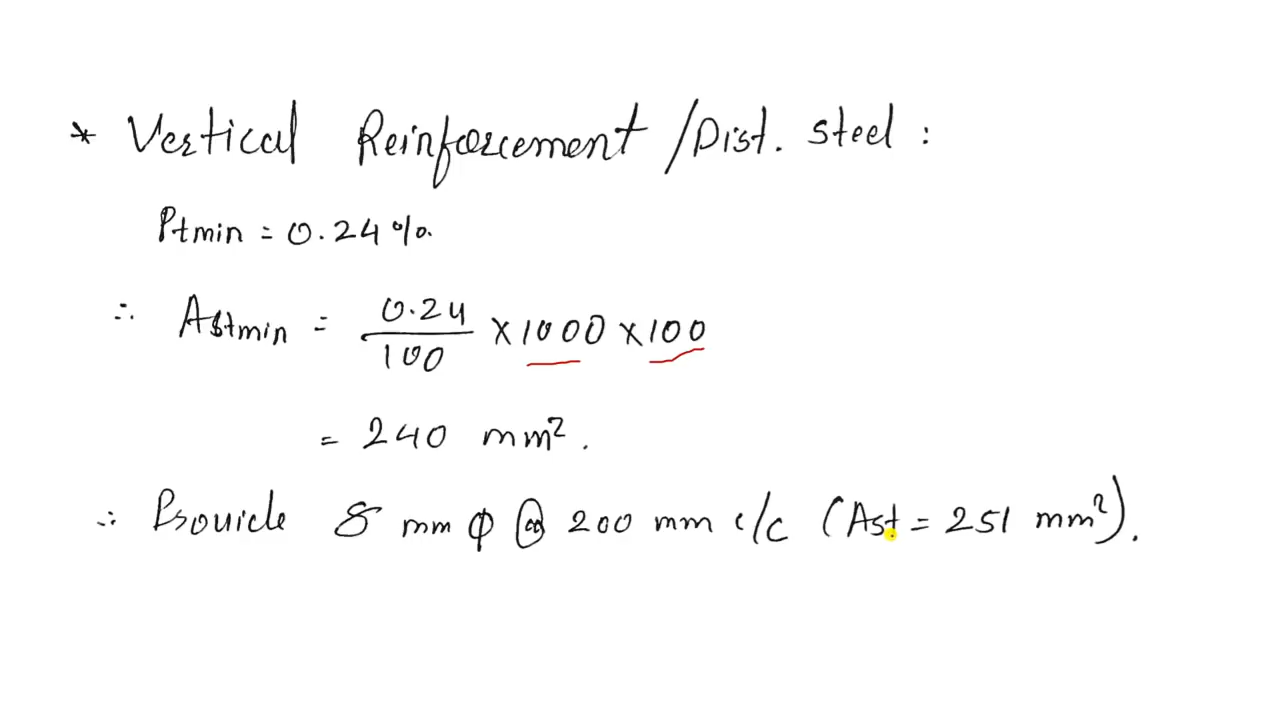 * Vertical Reinforcement / Dist. steel :
Ptmin = 0.24 %.
∴ Astmin = 0.24/100 × 1000 × 100
= 240 mm².
∴ Provide 8 mm φ @ 200 mm c/c (Ast = 251 mm²).